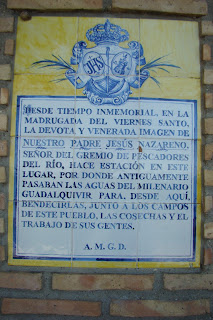 JHS
DESDE TIEMPO INMEMORIAL, EN LA
MADRUGADA DEL VIERNES SANTO,
LA DEVOTA Y VENERADA IMAGEN DE
NUESTRO PADRE JESÚS NAZARENO,
SEÑOR DEL GREMIO DE PESCADORES
DEL RÍO, HACE ESTACIÓN EN ESTE
LUGAR, POR DONDE ANTIGUAMENTE
PASABAN LAS AGUAS DEL MILENARIO
GUADALQUIVIR PARA, DESDE AQUÍ,
BENDECIRLAS, JUNTO A LOS CAMPOS
DE ESTE PUEBLO, LAS COSECHAS Y EL
TRABAJO DE SUS GENTES.
A. M. G. D.